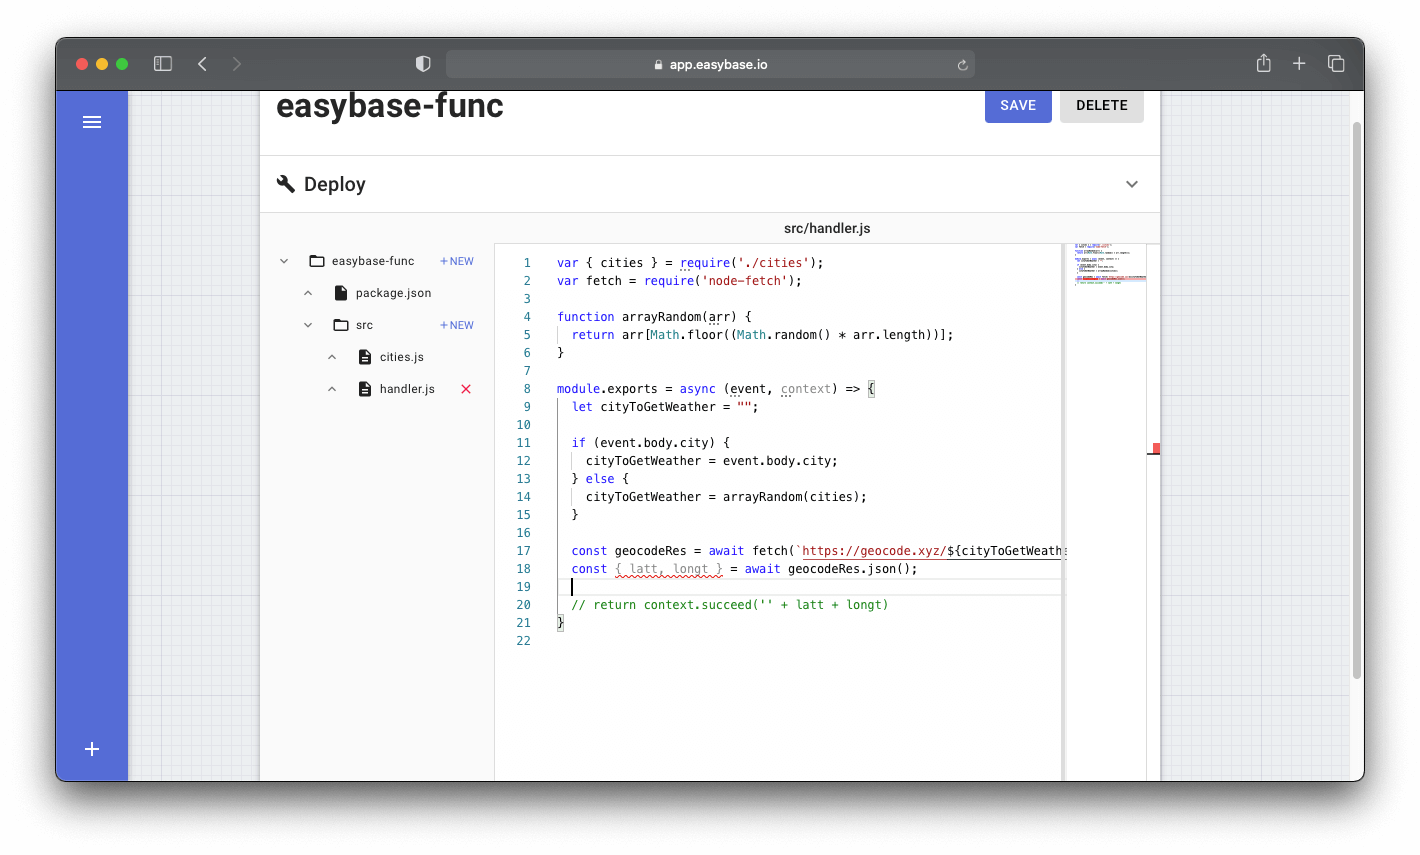 app.easybase.io
easybase-func
SAVE
DELETE
Deploy
src/handler.js
easybase-func
+ NEW
package.json
src
+ NEW
cities.js
handler.js
1 var { cities } = require('./cities');
2 var fetch = require('node-fetch');
3
4 function arrayRandom(arr) {
5 return arr[Math.floor((Math.random() * arr.length))];
6 }
7
8 module.exports = async (event, context) => {
9 let cityToGetWeather = "";
10
11 if (event.body.city) {
12 cityToGetWeather = event.body.city;
13 } else {
14 cityToGetWeather = arrayRandom(cities);
15 }
16
17 const geocodeRes = await fetch(`https://geocode.xyz/${cityToGetWeathe
18 const { latt, longt } = await geocodeRes.json();
19
20 // return context.succeed('' + latt + longt)
21 }
22